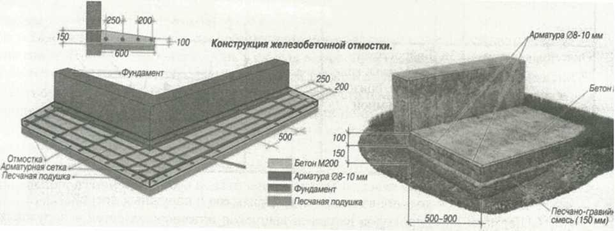 250
200
150
100
600
Конструкция железобетонной отмостки.
Фундамент
250
200
500
Отмостка
Арматурная сетка
Песчаная подушка
Бетон М200
Арматура Ø8-10 мм
Фундамент
Песчаная подушка
Арматура Ø8-10 мм
Бетон
100
150
500-900
Песчано-гравий
смесь (150 мм)